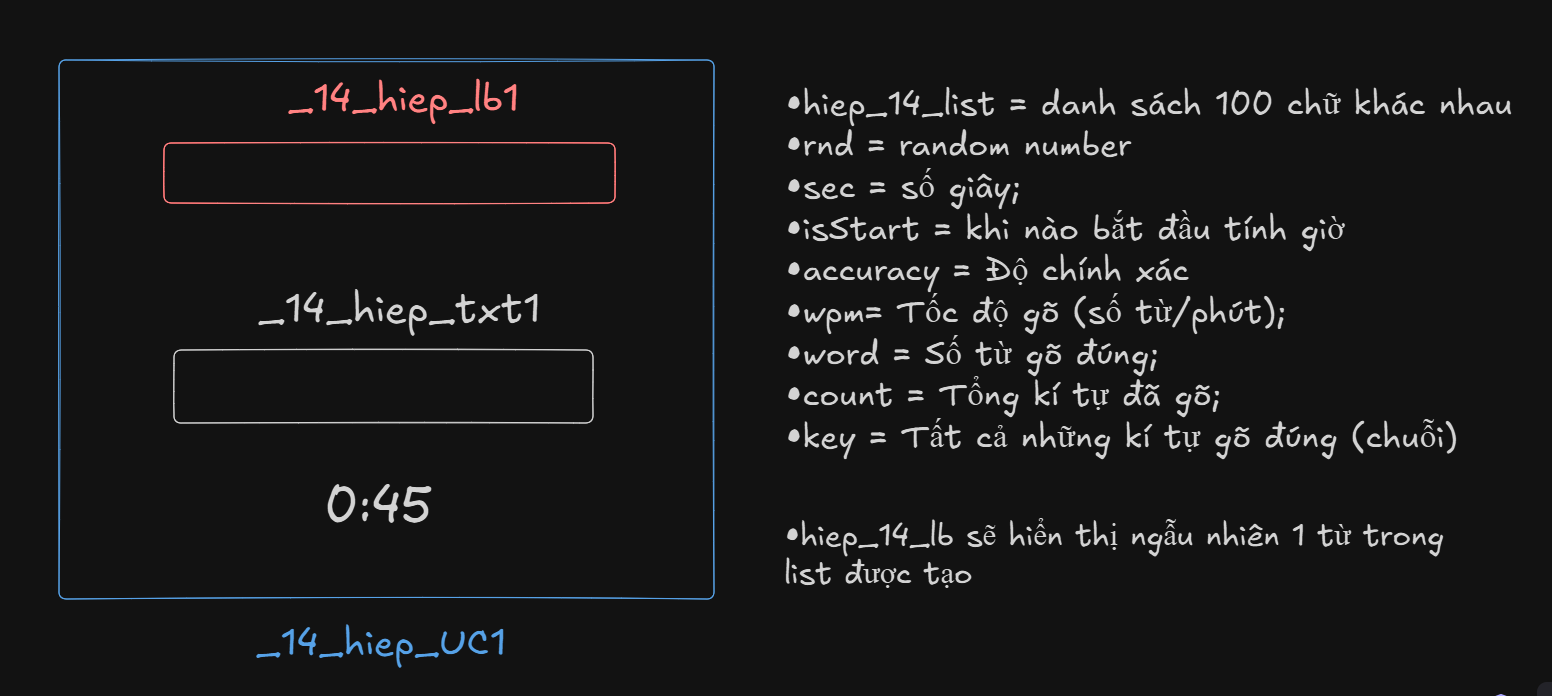 _14_hiep_lb1
_14_hiep_txt1
0:45
_14_hiep_UC1
•hiep_14_list = danh sách 100 chữ khác nhau
•rnd = random number
•sec = số giây;
•isStart = khi nào bắt đầu tính giờ
•accuracy = Độ chính xác
•wpm= Tốc độ gõ (số từ/phút);
•word = Số từ gõ đúng;
•count = Tổng kí tự đã gõ;
•key = Tất cả những kí tự gõ đúng (chuỗi)
•hiep_14_lb sẽ hiển thị ngẫu nhiên 1 từ trong
list được tạo